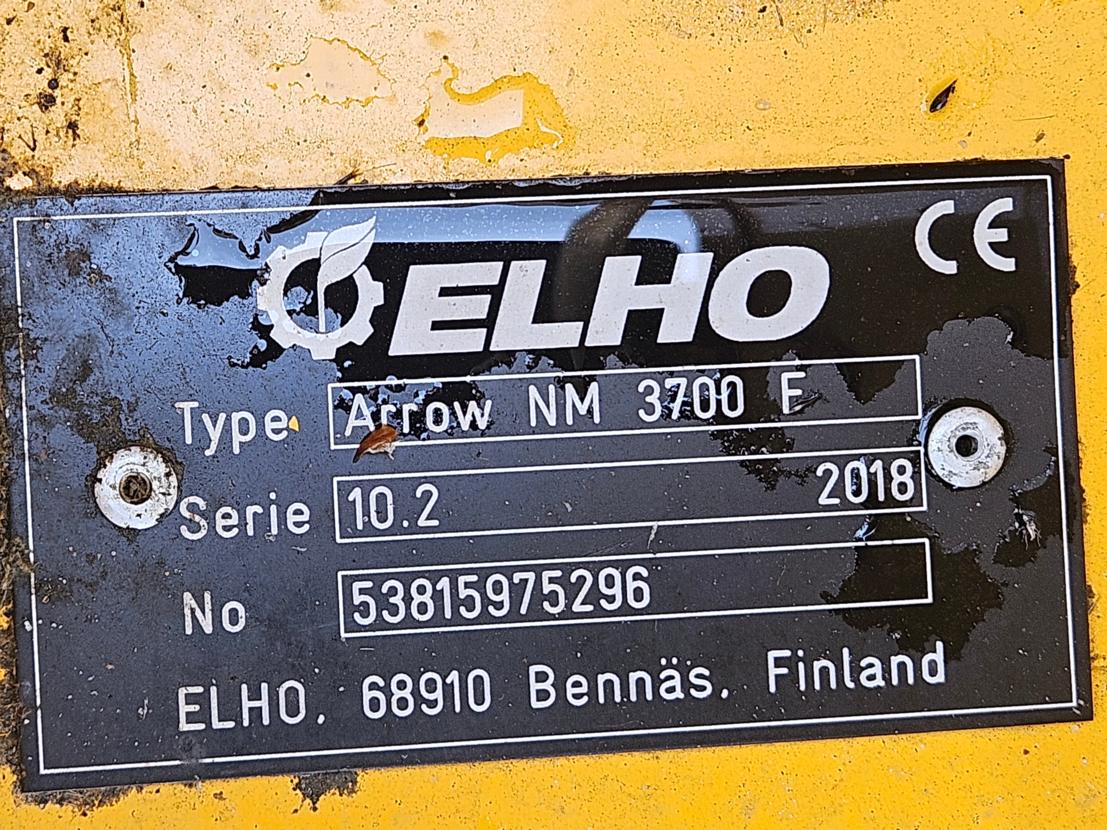 ELHO CE
Type Arrow NM 3700 F
Serie 10.2 2018
No 53815975296
ELHO, 68910 Bennäs, Finland